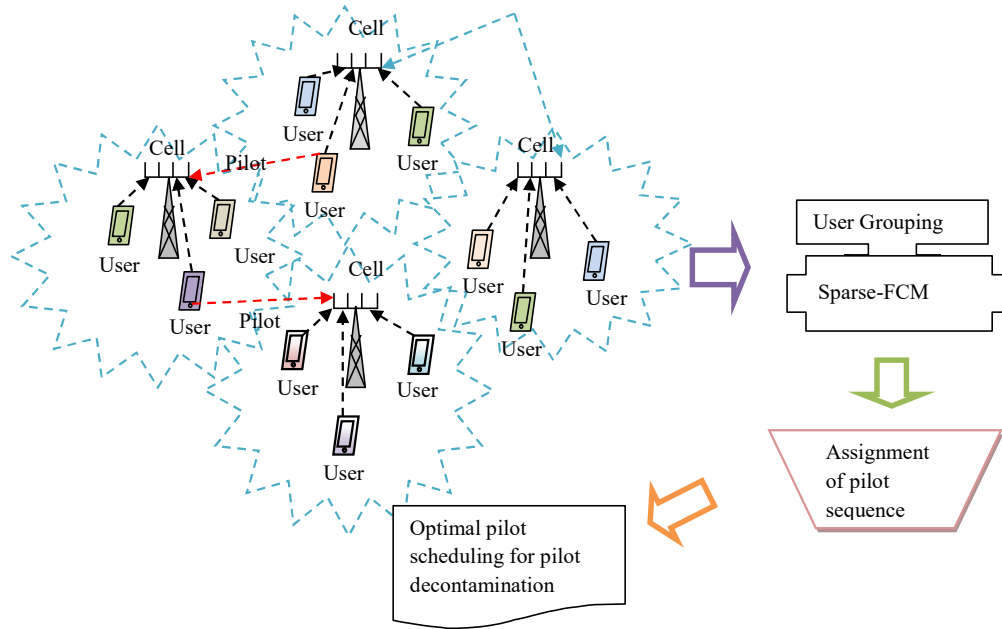 Cell
User
User
User
Cell
Pilot
User
User
User
Cell
User
User
User
Cell
Pilot
User
User
User
User Grouping
Sparse-FCM
Assignment
of pilot
sequence
Optimal pilot
scheduling for pilot
decontamination